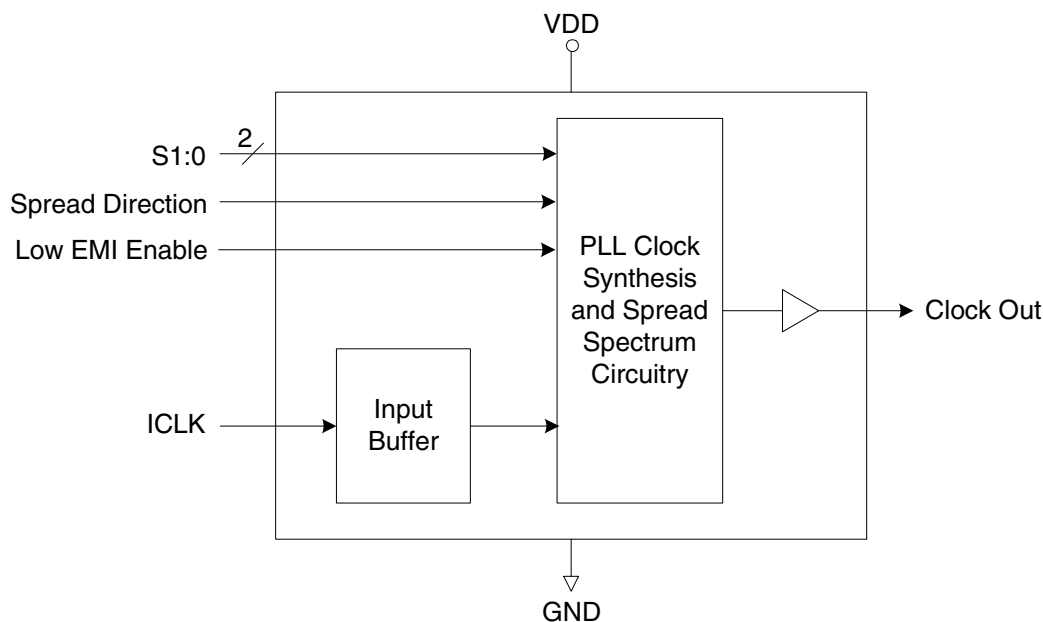 VDD
2
S1:0
Spread Direction
Low EMI Enable
PLL Clock
Synthesis
and Spread
Spectrum
Circuitry
Clock Out
ICLK
Input
Buffer
GND